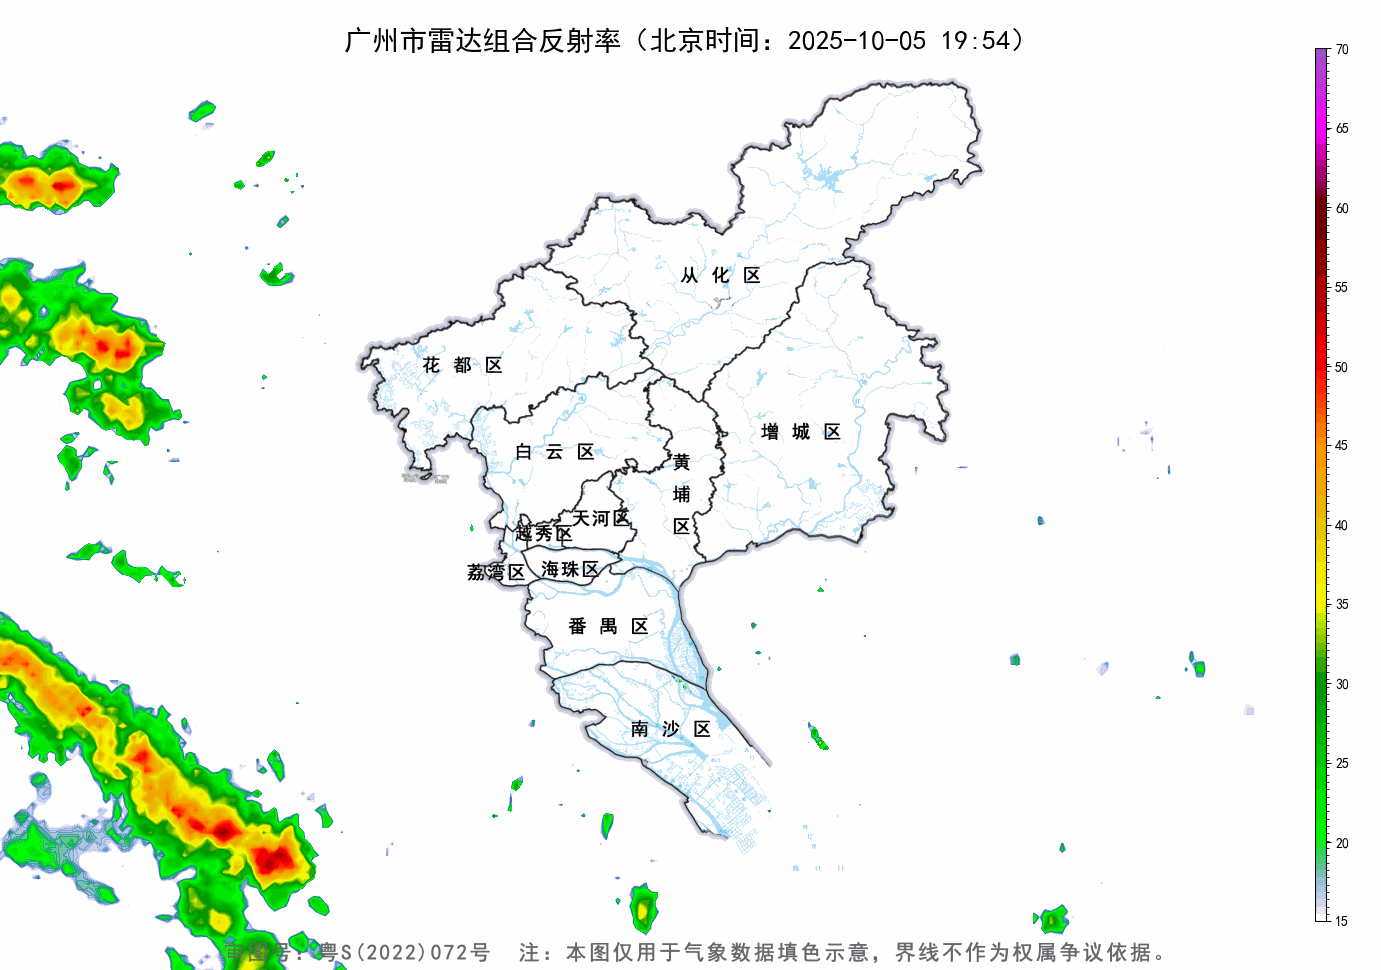 广州市雷达组合反射率（北京时间：2025-10-05 19:54）
70
65
60
55
50
45
40
35
30
25
20
15
从化区
花都区
增城区
白云区
黄埔区
天河区
越秀区
荔湾区
海珠区
番禺区
南沙区
审图号：粤S(2022)072号 注：本图仅用于气象数据填色示意，界线不作为权属争议依据。